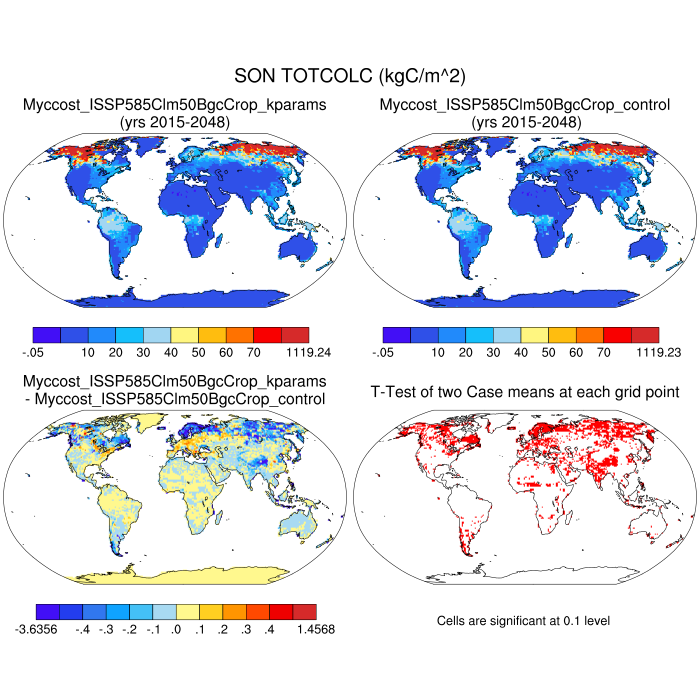 SON TOTCOLC (kgC/m^2)
Myccost_ISSP585Clm50BgcCrop_kparams
(yrs 2015-2048)
Myccost_ISSP585Clm50BgcCrop_control
(yrs 2015-2048)
-.05 10 20 30 40 50 60 70 1119.24
-.05 10 20 30 40 50 60 70 1119.23
Myccost_ISSP585Clm50BgcCrop_kparams
- Myccost_ISSP585Clm50BgcCrop_control
T-Test of two Case means at each grid point
-3.6356 -.4 -.3 -.2 -.1 .0 .1 .2 .3 .4 1.4568
Cells are significant at 0.1 level